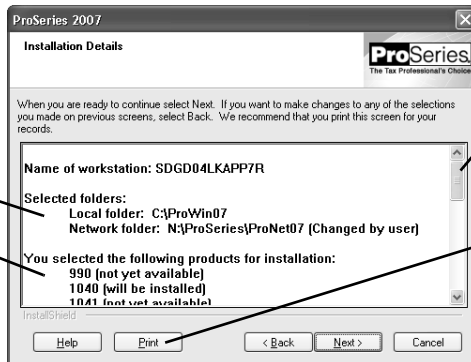 ProSeries 2007
Installation Details
ProSeries
The Tax Professional's Choice
When you are ready to continue select Next. If you want to make changes to any of the selections
you made on previous screens, select Back. We recommend that you print this screen for your
records.
Name of workstation: SDGD04LKAPP7R
Selected folders:
Local folder: C:\ProWin07
Network folder: N:\ProSeries\ProNet07 (Changed by user)
You selected the following products for installation:
990 (not yet available)
1040 (will be installed)
1041 (not yet available)
InstallShield
Help Print < Back Next > Cancel